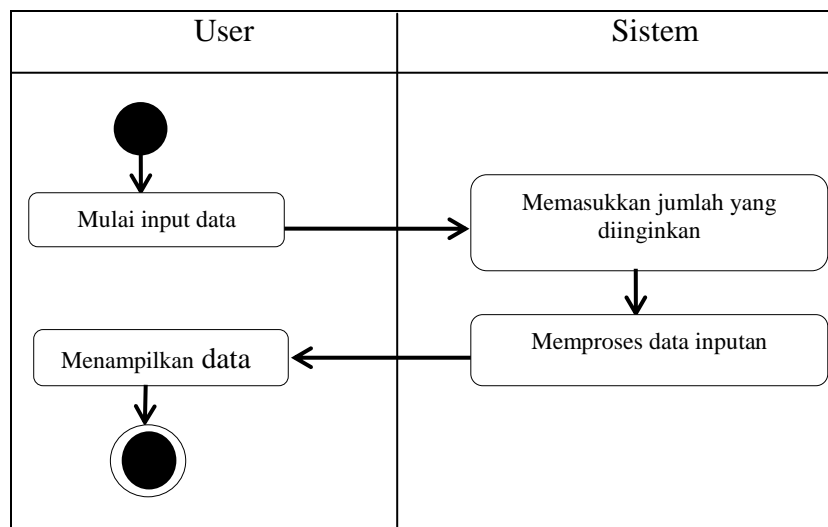 User
Sistem
Mulai input data
Memasukkan jumlah yang
diinginkan
Memproses data inputan
Menampilkan data